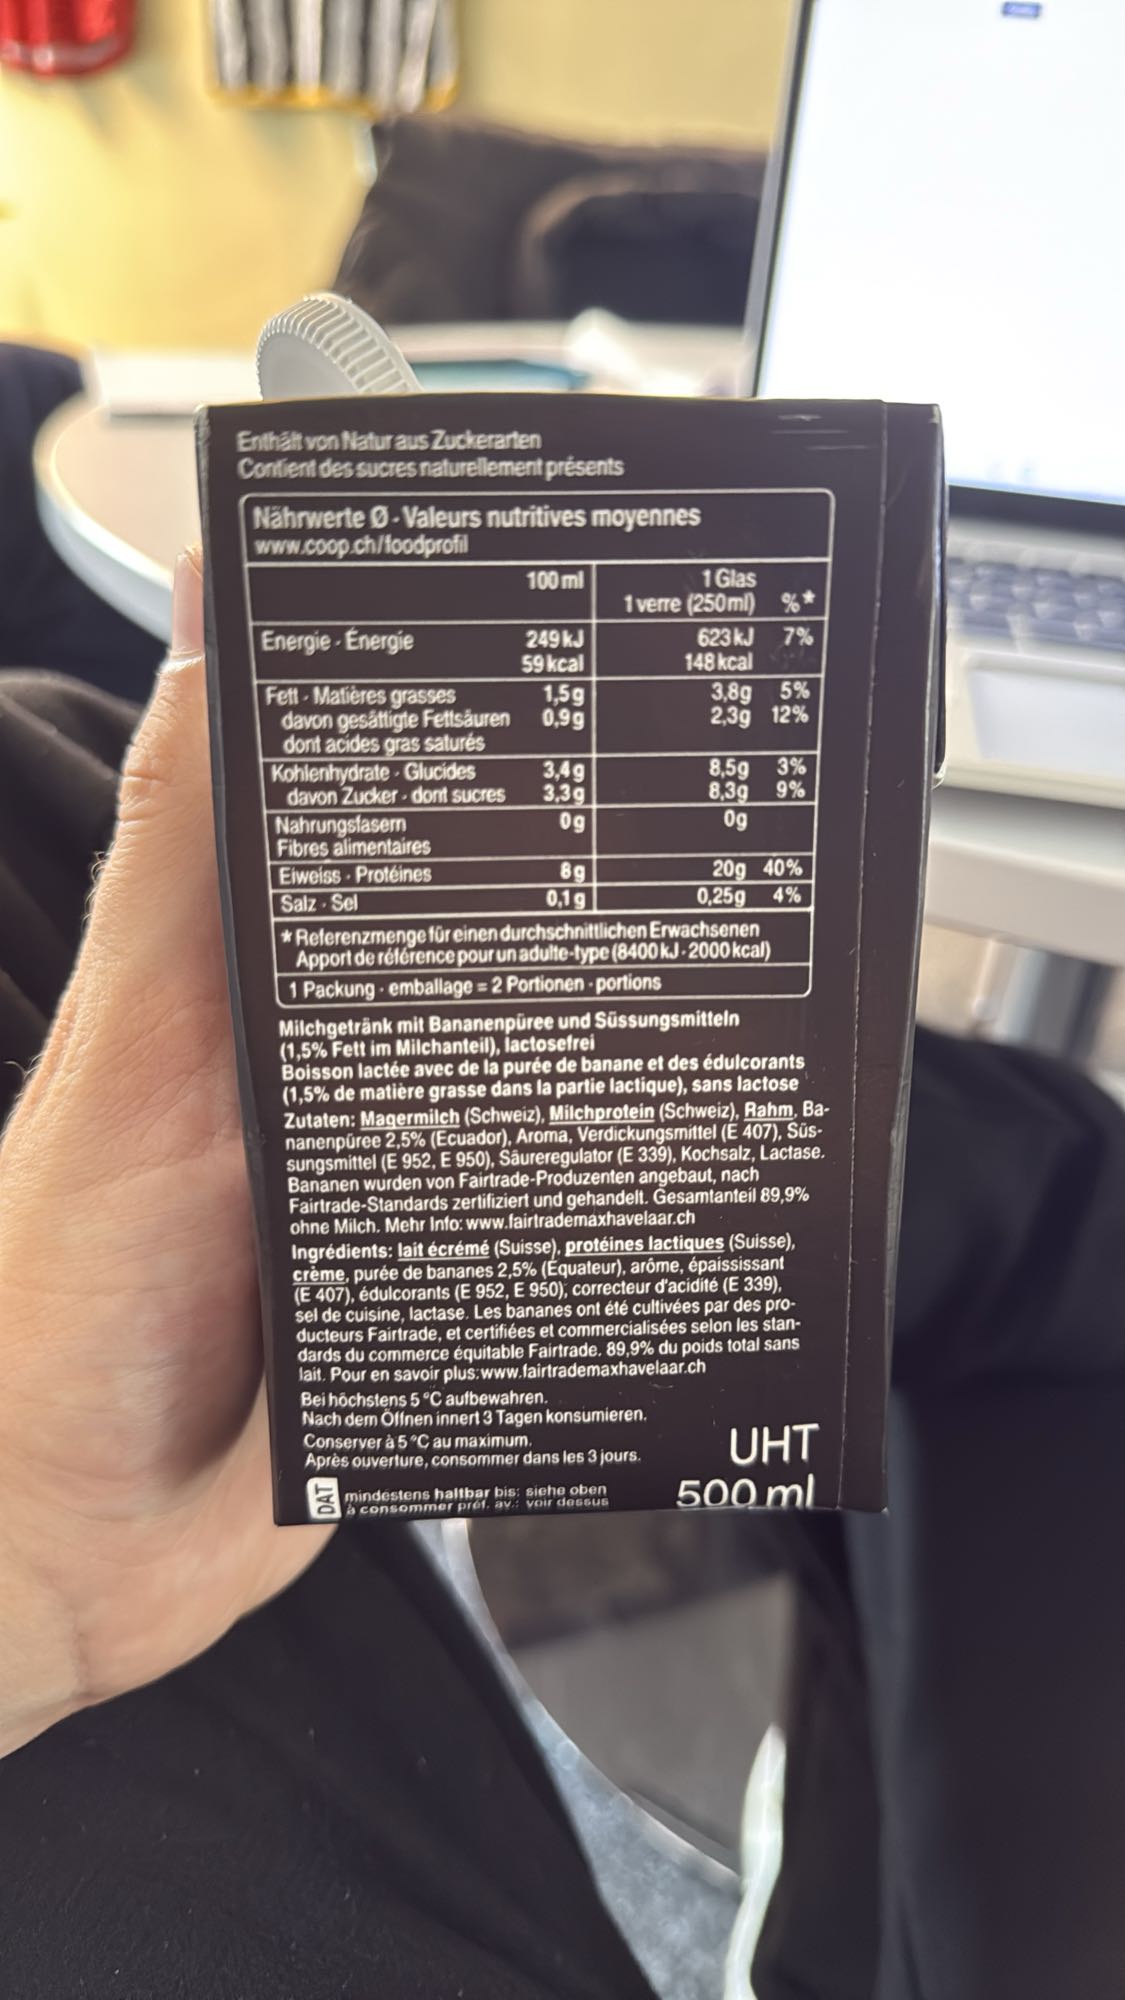 Enthält von Natur aus Zuckerarten
Contient des sucres naturellement présents
Nährwerte Ø - Valeurs nutritives moyennes
www.coop.ch/foodprofil
100 ml 1 Glas
1 verre (250 ml) %*
Energie - Énergie 249 kJ 623 kJ 7%
59 kcal 148 kcal
Fett - Matières grasses 1,5 g 3,8g 5%
davon gesättigte Fettsäuren 0,9 g 2,3g 12%
dont acides gras saturés
Kohlenhydrate - Glucides 3,4 g 8,5g 3%
davon Zucker - dont sucres 3,3 g 8,3g 9%
Nahrungsfasern 0 g 0g
Fibres alimentaires
Eiweiss - Protéines 8 g 20g 40%
Salz - Sel 0,1 g 0,25g 4%
* Referenzmenge für einen durchschnittlichen Erwachsenen
Apport de référence pour un adulte-type (8400 kJ - 2000 kcal)
1 Packung - emballage = 2 Portionen - portions
Milchgetränk mit Bananenpüree und Süssungsmitteln
(1,5% Fett im Milchanteil), lactosefrei
Boisson lactée avec de la purée de banane et des édulcorants
(1,5% de matière grasse dans la partie lactique), sans lactose
Zutaten: Magermilch (Schweiz), Milchprotein (Schweiz), Rahm, Ba-
nanenpüree 2,5% (Ecuador), Aroma, Verdickungsmittel (E 407), Süs-
sungsmittel (E 952, E 950), Säureregulator (E 339), Kochsalz, Lactase.
Bananen wurden von Fairtrade-Produzenten angebaut, nach
Fairtrade-Standards zertifiziert und gehandelt. Gesamtanteil 89,9%
ohne Milch. Mehr Info: www.fairtrademaxhavelaar.ch
Ingrédients: lait écrémé (Suisse), protéines lactiques (Suisse),
crème, purée de bananes 2,5% (Équateur), arôme, épaississant
(E 407), édulcorants (E 952, E 950), correcteur d'acidité (E 339),
sel de cuisine, lactase. Les bananes ont été cultivées par des pro-
ducteurs Fairtrade, et certifiées et commercialisées selon les stan-
dards du commerce équitable Fairtrade. 89,9% du poids total sans
lait. Pour en savoir plus: www.fairtrademaxhavelaar.ch
Bei höchstens 5 °C aufbewahren.
Nach dem Öffnen innert 3 Tagen konsumieren.
Conserver à 5 °C au maximum.
Après ouverture, consommer dans les 3 jours.
UHT
500 ml
DAT
mindestens haltbar bis: siehe oben
à consommer préf. av.: voir dessus